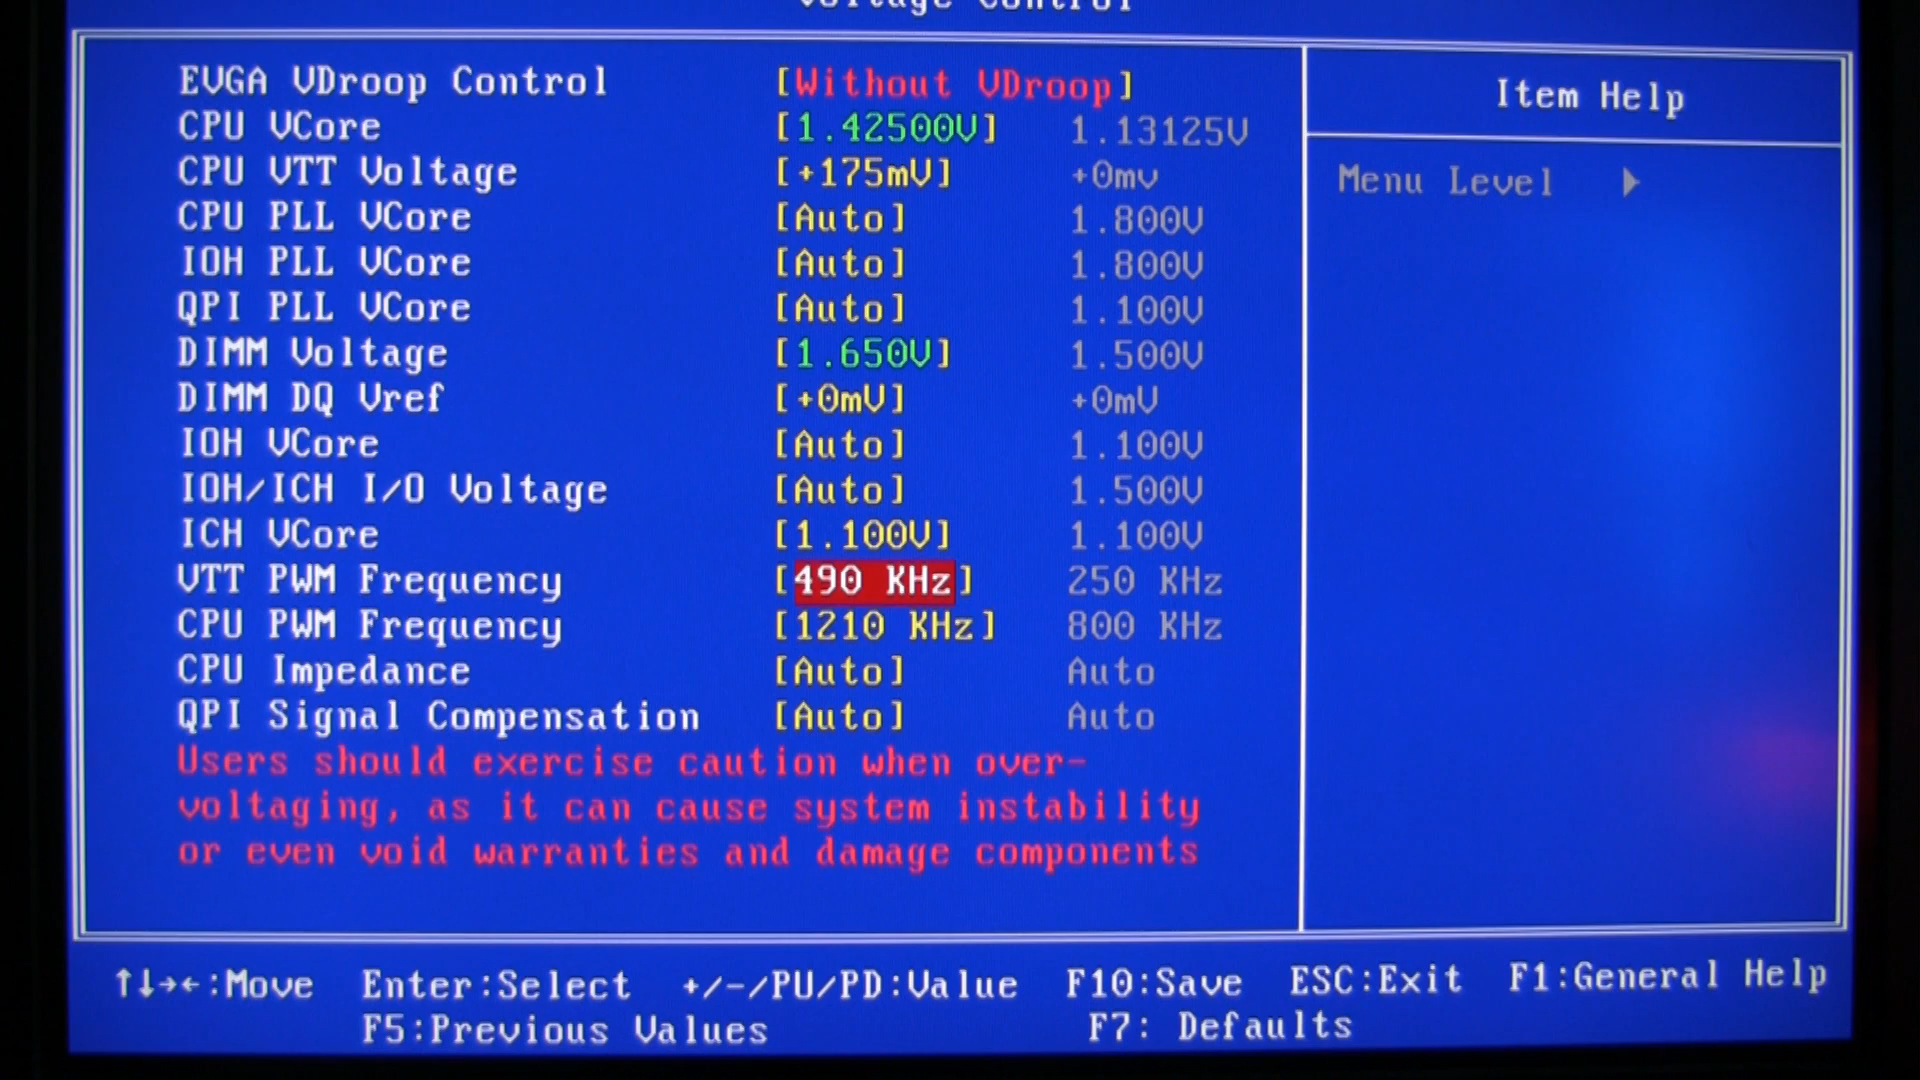 Voltage Control
EVGA VDroop Control [Without VDroop]
CPU VCore [1.42500V] 1.13125V
CPU VTT Voltage [+175mV] +0mv
CPU PLL VCore [Auto] 1.800V
IOH PLL VCore [Auto] 1.800V
QPI PLL VCore [Auto] 1.100V
DIMM Voltage [1.650V] 1.500V
DIMM DQ Vref [+0mV] +0mV
IOH VCore [Auto] 1.100V
IOH/ICH I/O Voltage [Auto] 1.500V
ICH VCore [1.100V] 1.100V
VTT PWM Frequency [490 KHz] 250 KHz
CPU PWM Frequency [1210 KHz] 800 KHz
CPU Impedance [Auto] Auto
QPI Signal Compensation [Auto] Auto
Users should exercise caution when over-
voltaging, as it can cause system instability
or even void warranties and damage components
Item Help
Menu Level ▶
↑↓→←:Move Enter:Select +/-/PU/PD:Value F10:Save ESC:Exit F1:General Help
F5:Previous Values F7: Defaults